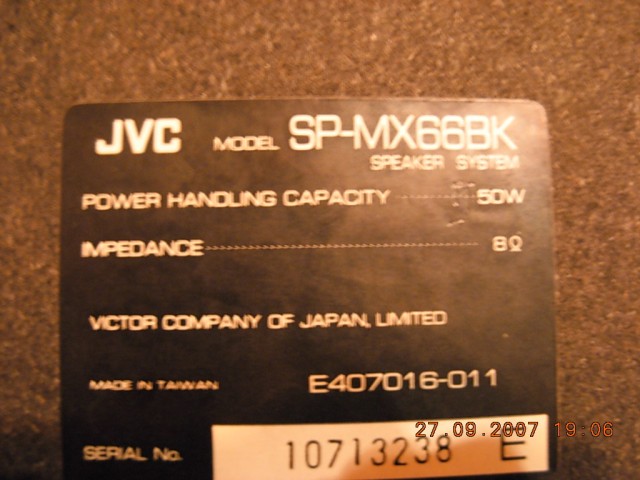 JVC MODEL SP-MX66BK
SPEAKER SYSTEM
POWER HANDLING CAPACITY 50W
IMPEDANCE 8Ω
VICTOR COMPANY OF JAPAN, LIMITED
MADE IN TAIWAN E407016-011
SERIAL No. 10713238 E
27.09.2007 19:06